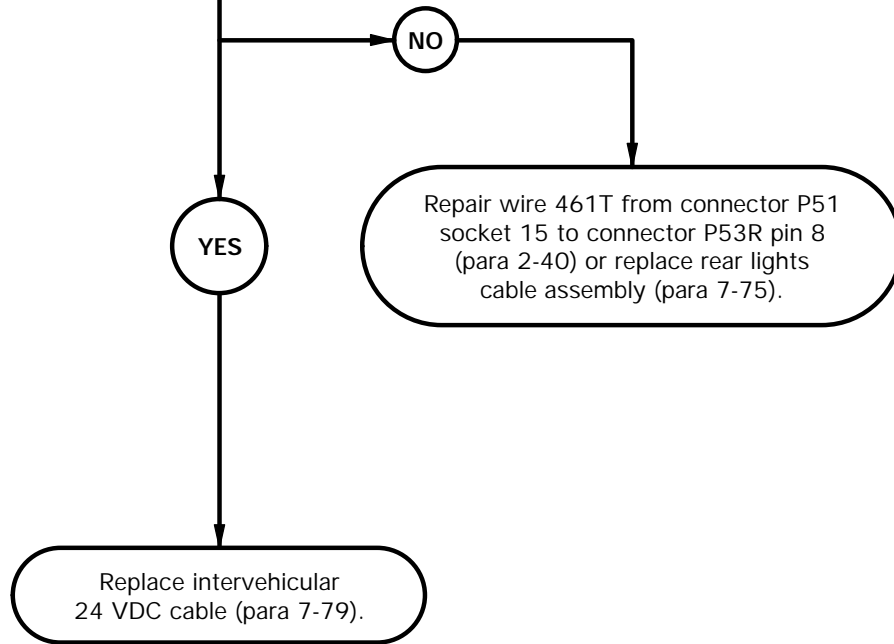 NO
Repair wire 461T from connector P51
socket 15 to connector P53R pin 8
(para 2-40) or replace rear lights
cable assembly (para 7-75).
YES
Replace intervehicular
24 VDC cable (para 7-79).